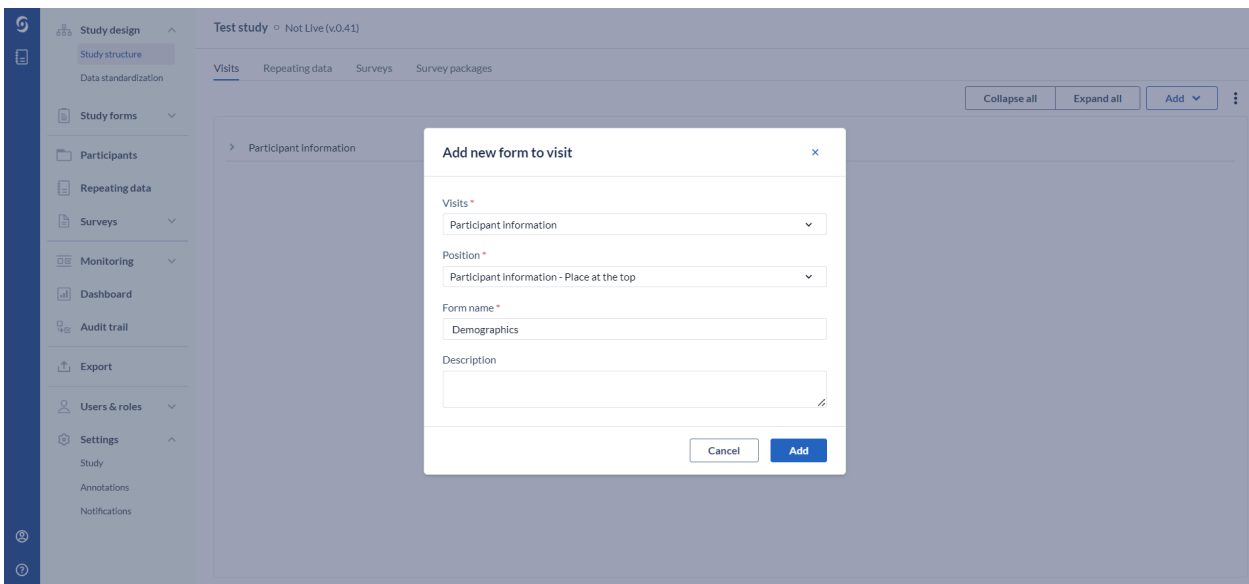 Study design
Study structure
Data standardization
Study forms
Participants
Repeating data
Surveys
Monitoring
Dashboard
Audit trail
Export
Users & roles
Settings
Study
Annotations
Notifications
Test study Not Live (v.0.41)
Visits Repeating data Surveys Survey packages
Collapse all Expand all Add
Participant information
Add new form to visit
Visits *
Participant information
Position *
Participant information - Place at the top
Form name *
Demographics
Description
Cancel Add